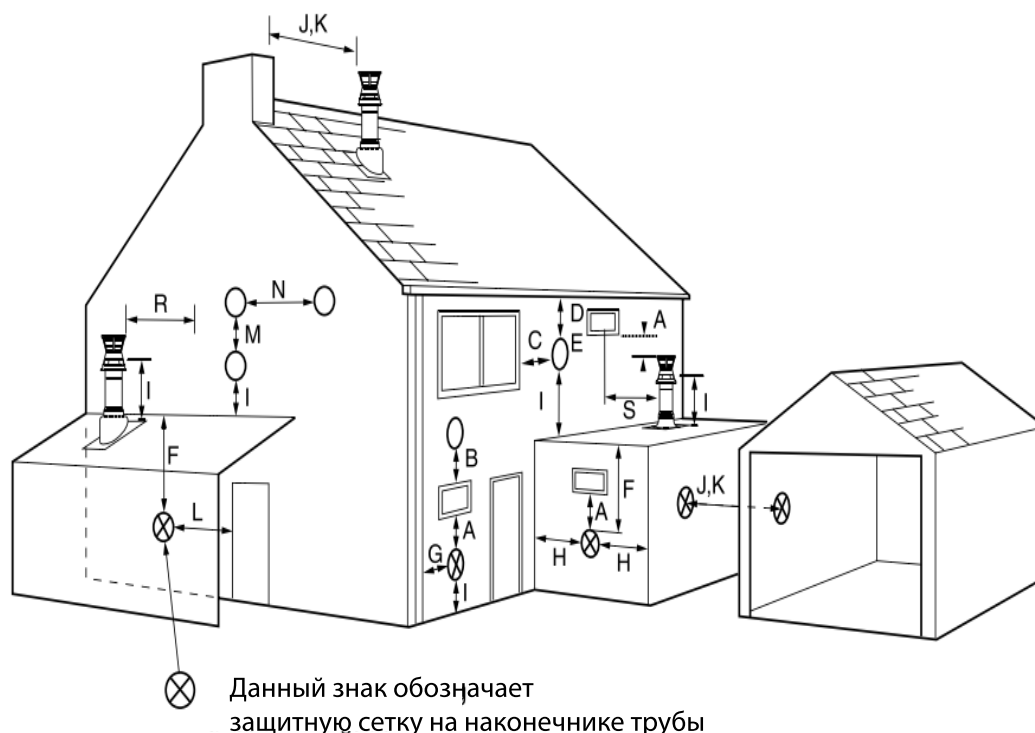 J,K
R
N
M
I
I
F
L
D
E
C
A
I
S
I
B
A
G
I
F
A
H
H
J,K
Данный знак обозначает
защитную сетку на наконечнике трубы